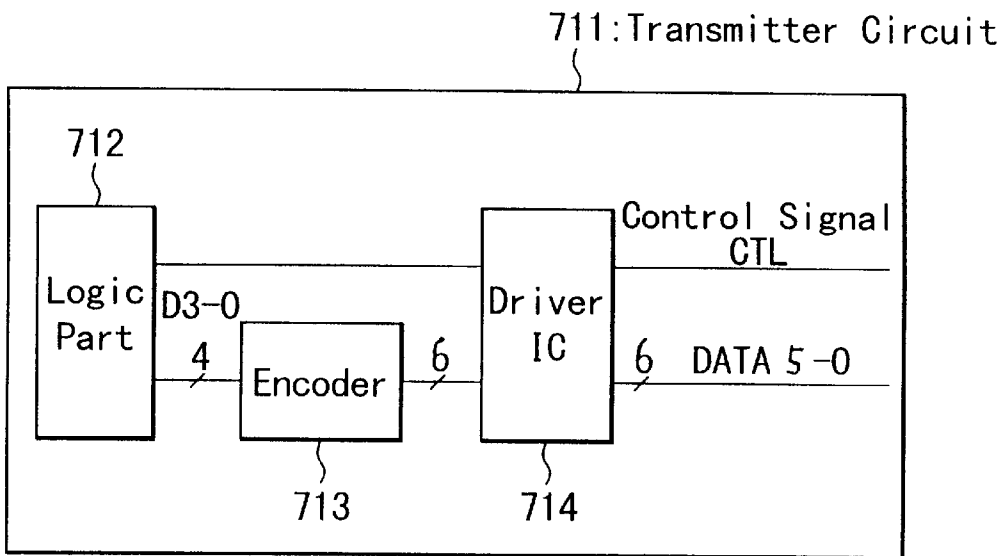 711:Transmitter Circuit
712
Logic
Part
D3-0
4
Encoder
713
6
Driver
IC
714
Control Signal
CTL
6
DATA 5-0